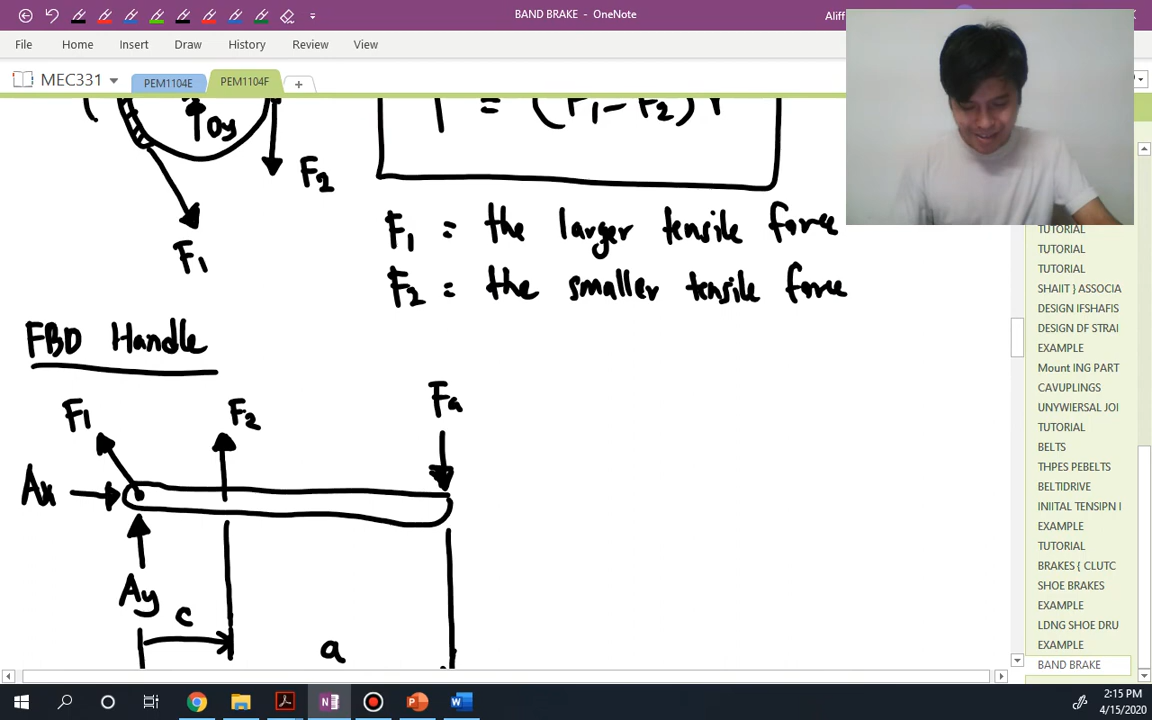 BAND BRAKE - OneNote
Aliff
File Home Insert Draw History Review View
MEC331 PEM1104E PEM1104F
Oy = (F1 - F2) r
F2
F1
F1 = the larger tensile force
F2 = the smaller tensile force
FBD Handle
F1 F2 Fa
Ax
Ay
c
a
TUTORIAL
TUTORIAL
TUTORIAL
SHAIIT } ASSOCIA
DESIGN IFSHAFIS
DESIGN DF STRAI
EXAMPLE
Mount ING PART
CAVUPLINGS
UNYWIERSAL JOI
TUTORIAL
BELTS
THPES PEBELTS
BELTIDRIVE
INIITAL TENSIPN I
EXAMPLE
TUTORIAL
BRAKES { CLUTC
SHOE BRAKES
EXAMPLE
LDNG SHOE DRU
EXAMPLE
BAND BRAKE
2:15 PM
4/15/2020